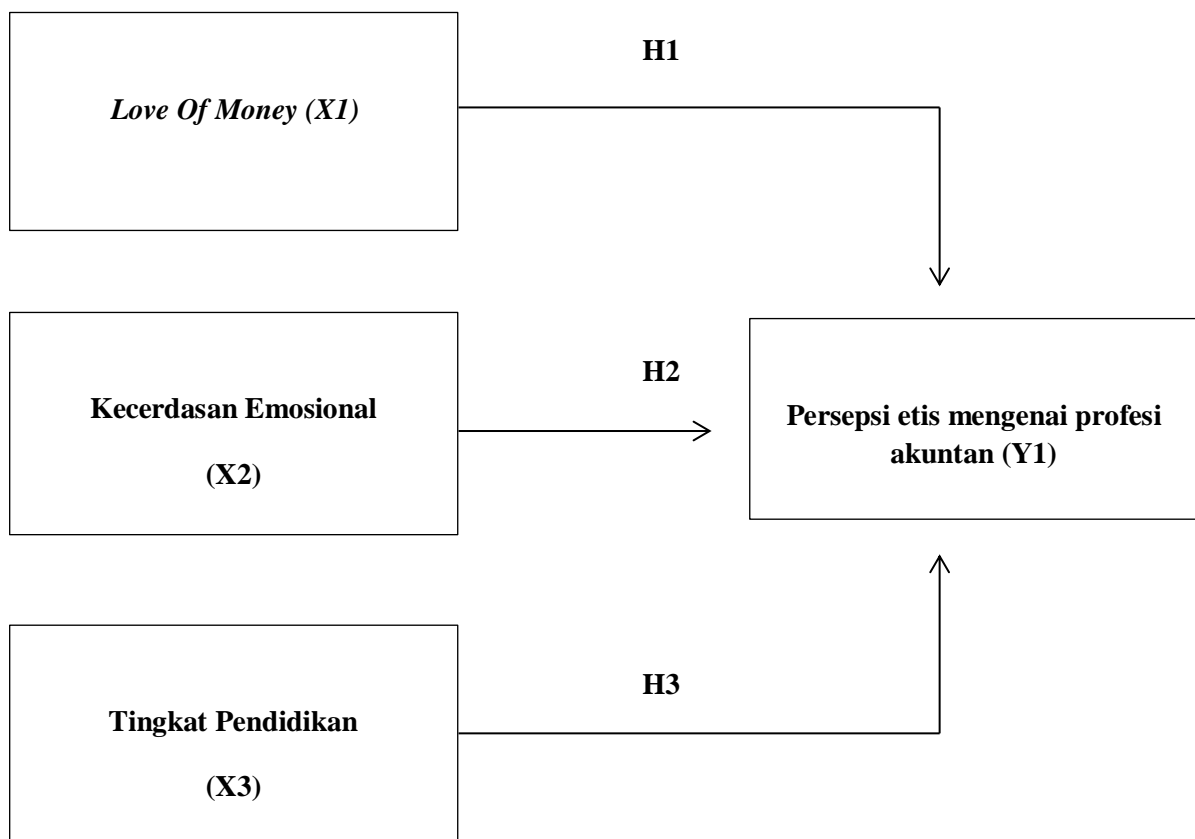 H1
Love Of Money (X1)
H2
Kecerdasan Emosional
(X2)
Persepsi etis mengenai profesi
akuntan (Y1)
H3
Tingkat Pendidikan
(X3)